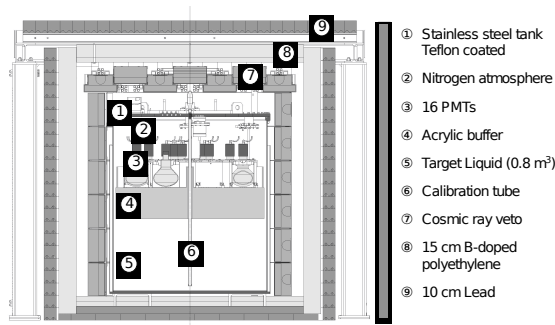 ⑨
⑧
⑦
①
②
③
④
⑤
⑥
① Stainless steel tank
Teflon coated
② Nitrogen atmosphere
③ 16 PMTs
④ Acrylic buffer
⑤ Target Liquid (0.8 m³)
⑥ Calibration tube
⑦ Cosmic ray veto
⑧ 15 cm B-doped
polyethylene
⑨ 10 cm Lead